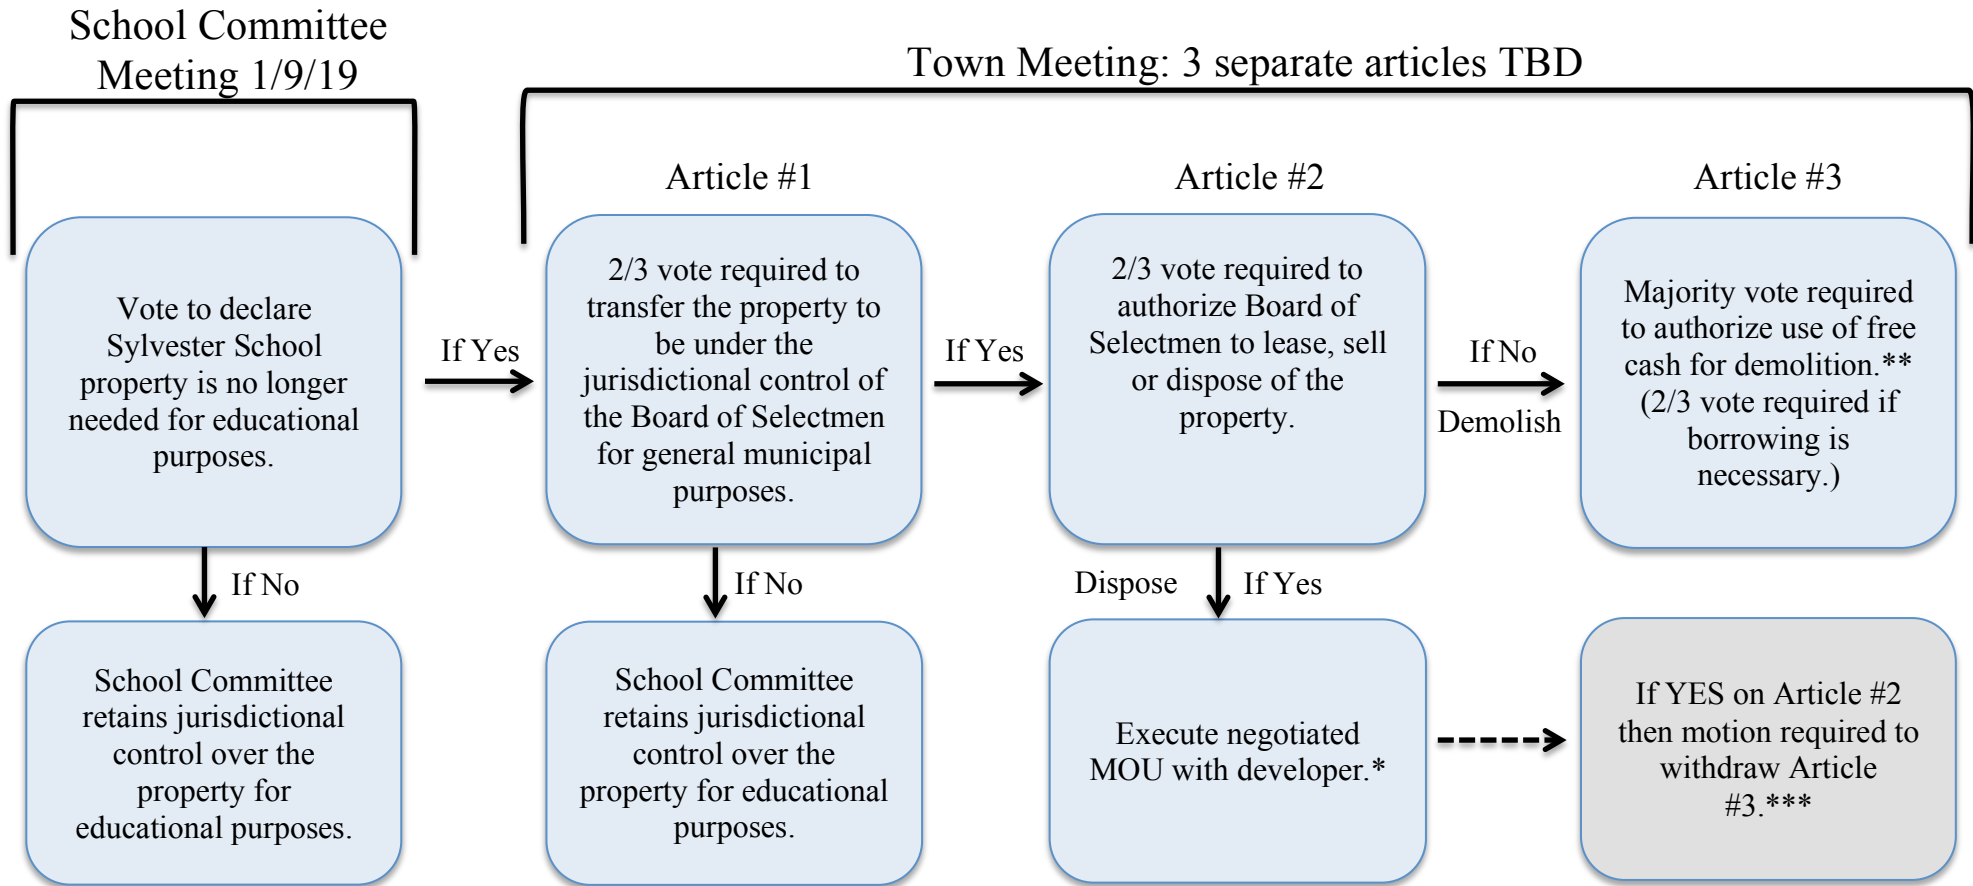 School Committee
Meeting 1/9/19
Town Meeting: 3 separate articles TBD
Article #1
Article #2
Article #3
Vote to declare
Sylvester School
property is no longer
needed for educational
purposes.
If Yes
2/3 vote required to
transfer the property to
be under the
jurisdictional control of
the Board of Selectmen
for general municipal
purposes.
If Yes
2/3 vote required to
authorize Board of
Selectmen to lease, sell
or dispose of the
property.
If No
Demolish
Majority vote required
to authorize use of free
cash for demolition.**
(2/3 vote required if
borrowing is
necessary.)
If No
If No
Dispose
If Yes
School Committee
retains jurisdictional
control over the
property for
educational purposes.
School Committee
retains jurisdictional
control over the
property for educational
purposes.
Execute negotiated
MOU with developer.*
If YES on Article #2
then motion required to
withdraw Article
#3.***